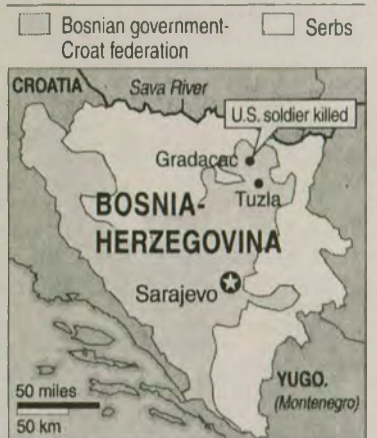 Bosnian government-
Croat federation
Serbs
CROATIA
Sava River
U.S. soldier killed
Gradacac
Tuzla
BOSNIA-
HERZEGOVINA
Sarajevo
YUGO.
(Montenegro)
50 miles
50 km